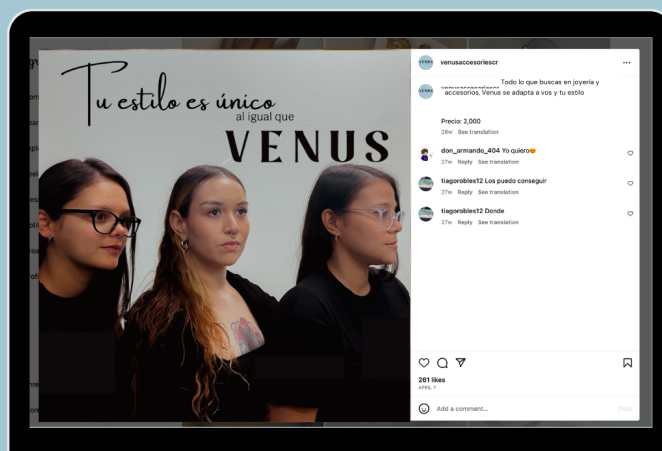 Tu estilo es único
al igual que
VENUS
venusaccesoriescr
Todo lo que buscas en joyería y
accesorios, Venus se adapta a vos y tu estilo
Precio: 2,000
28w See translation
don_armando_404 Yo quiero😍
27w Reply See translation
tiagorobles12 Los puedo conseguir
27w Reply See translation
tiagorobles12 Donde
27w Reply See translation
261 likes
APRIL 7
Add a comment...
Post